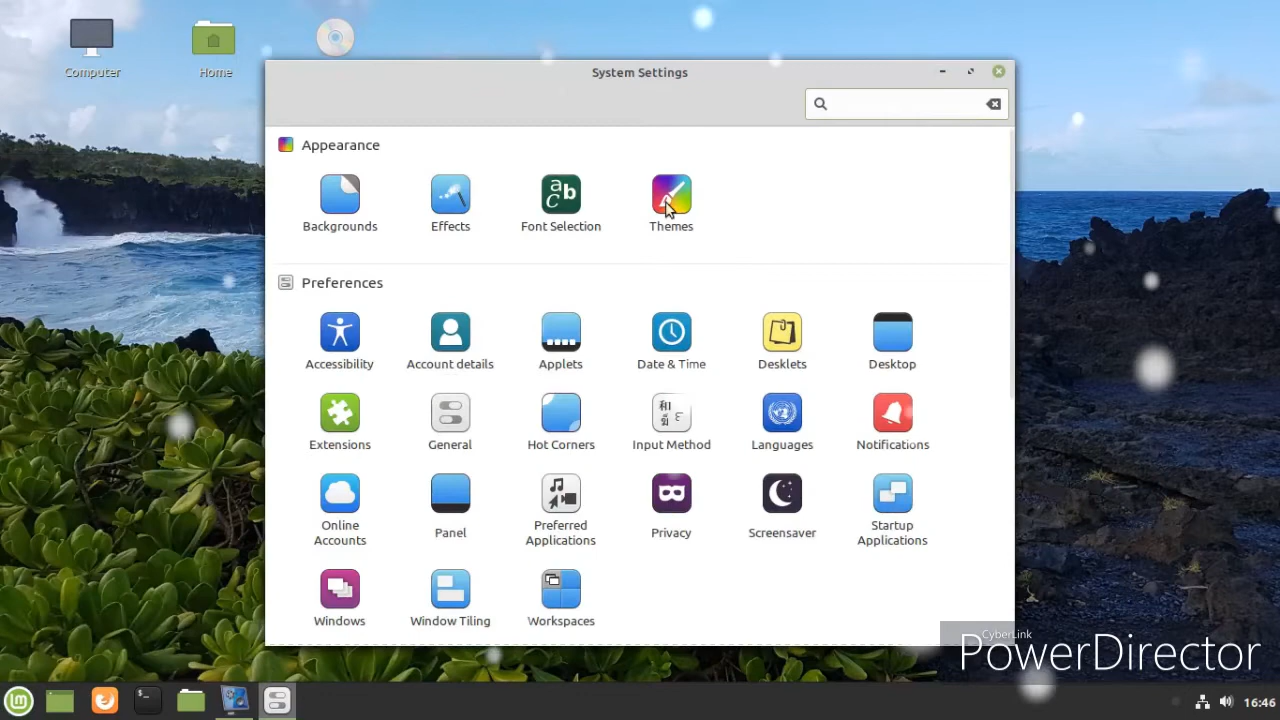 Computer
Home
System Settings
Appearance
Backgrounds
Effects
Font Selection
Themes
Preferences
Accessibility
Account details
Applets
Date & Time
Desklets
Desktop
Extensions
General
Hot Corners
Input Method
Languages
Notifications
Online
Accounts
Panel
Preferred
Applications
Privacy
Screensaver
Startup
Applications
Windows
Window Tiling
Workspaces
CyberLink
PowerDirector
16:46